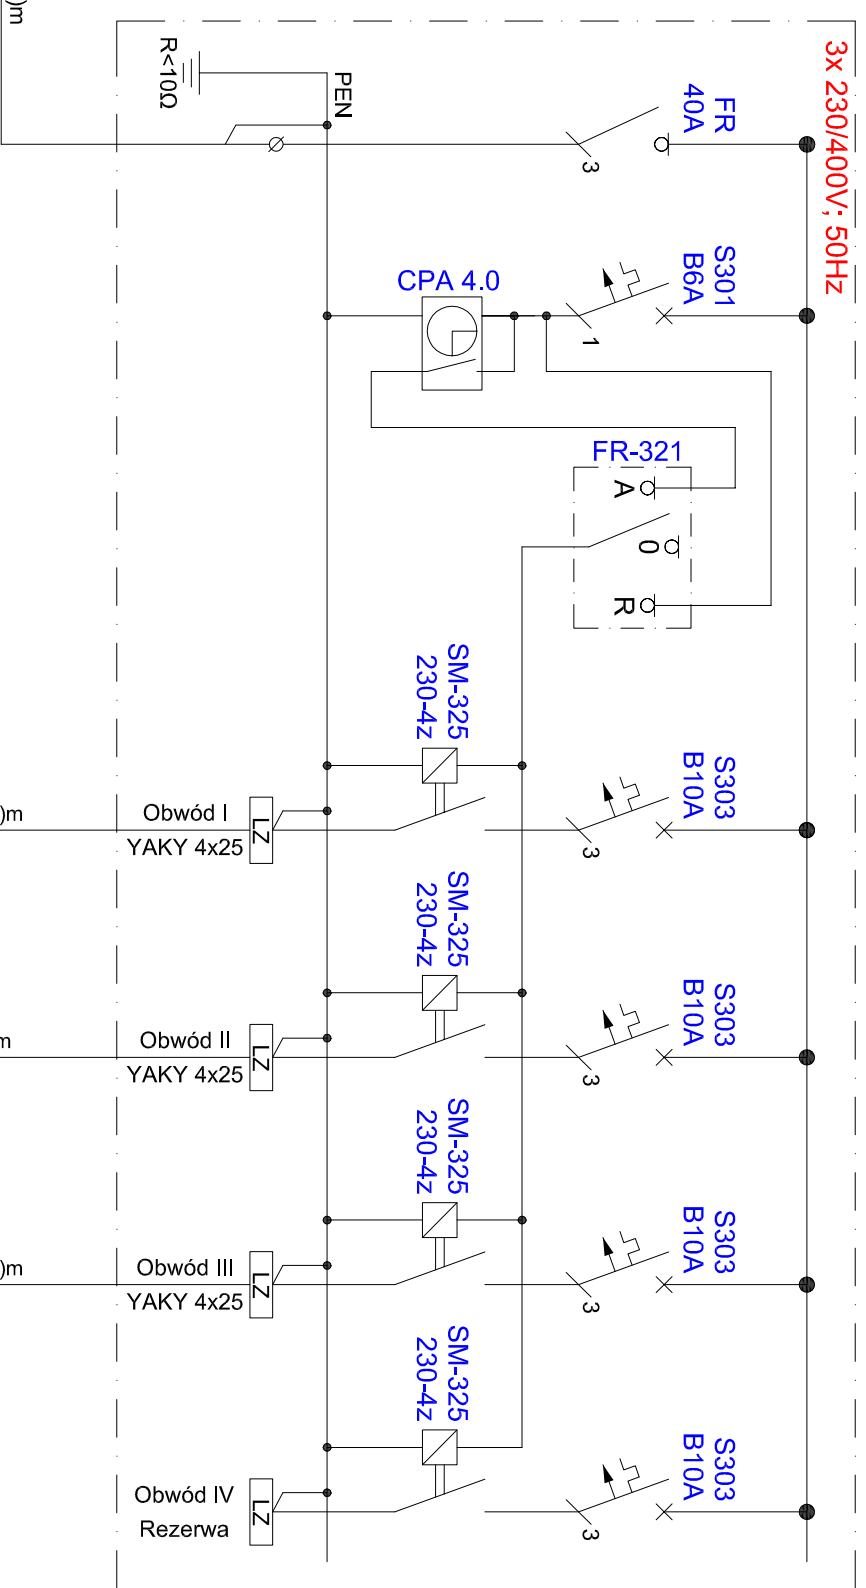 )m
R<10Ω
PEN
FR
40A
3
3x 230/400V; 50Hz
CPA 4.0
S301
B6A
1
FR-321
A
0
R
SM-325
230-4z
S303
B10A
3
)m
Obwód I
YAKY 4x25
LZ
SM-325
230-4z
S303
B10A
3
m
Obwód II
YAKY 4x25
LZ
SM-325
230-4z
S303
B10A
3
)m
Obwód III
YAKY 4x25
LZ
SM-325
230-4z
S303
B10A
3
Obwód IV
Rezerwa
LZ